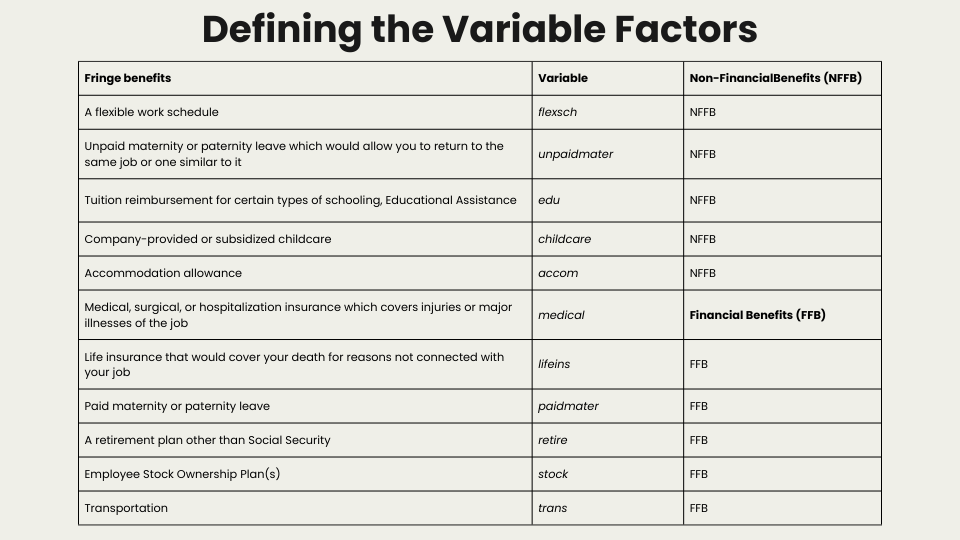 Defining the Variable Factors
Fringe benefits Variable Non-FinancialBenefits (NFFB)
A flexible work schedule flexsch NFFB
Unpaid maternity or paternity leave which would allow you to return to the
same job or one similar to it
unpaidmater NFFB
Tuition reimbursement for certain types of schooling, Educational Assistance edu NFFB
Company-provided or subsidized childcare childcare NFFB
Accommodation allowance accom NFFB
Medical, surgical, or hospitalization insurance which covers injuries or major
illnesses of the job
medical Financial Benefits (FFB)
Life insurance that would cover your death for reasons not connected with
your job
lifeins FFB
Paid maternity or paternity leave paidmater FFB
A retirement plan other than Social Security retire FFB
Employee Stock Ownership Plan(s) stock FFB
Transportation trans FFB